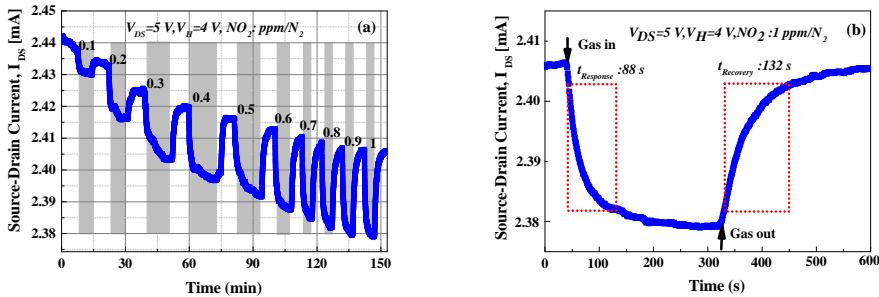 (a)
V_DS=5 V,V_H=4 V, NO_2: ppm/N_2
Source-Drain Current, I_DS [mA]
2.45
2.44
2.43
2.42
2.41
2.40
2.39
2.38
0.1
0.2
0.3
0.4
0.5
0.6
0.7
0.8
0.9
1
0
30
60
90
120
150
Time (min)
(b)
V_DS=5 V,V_H=4 V,NO_2 :1 ppm/N_2
Source-Drain Current, I_DS [mA]
2.41
2.40
2.39
2.38
Gas in
t_Response :88 s
t_Recovery :132 s
Gas out
0
100
200
300
400
500
600
Time (s)